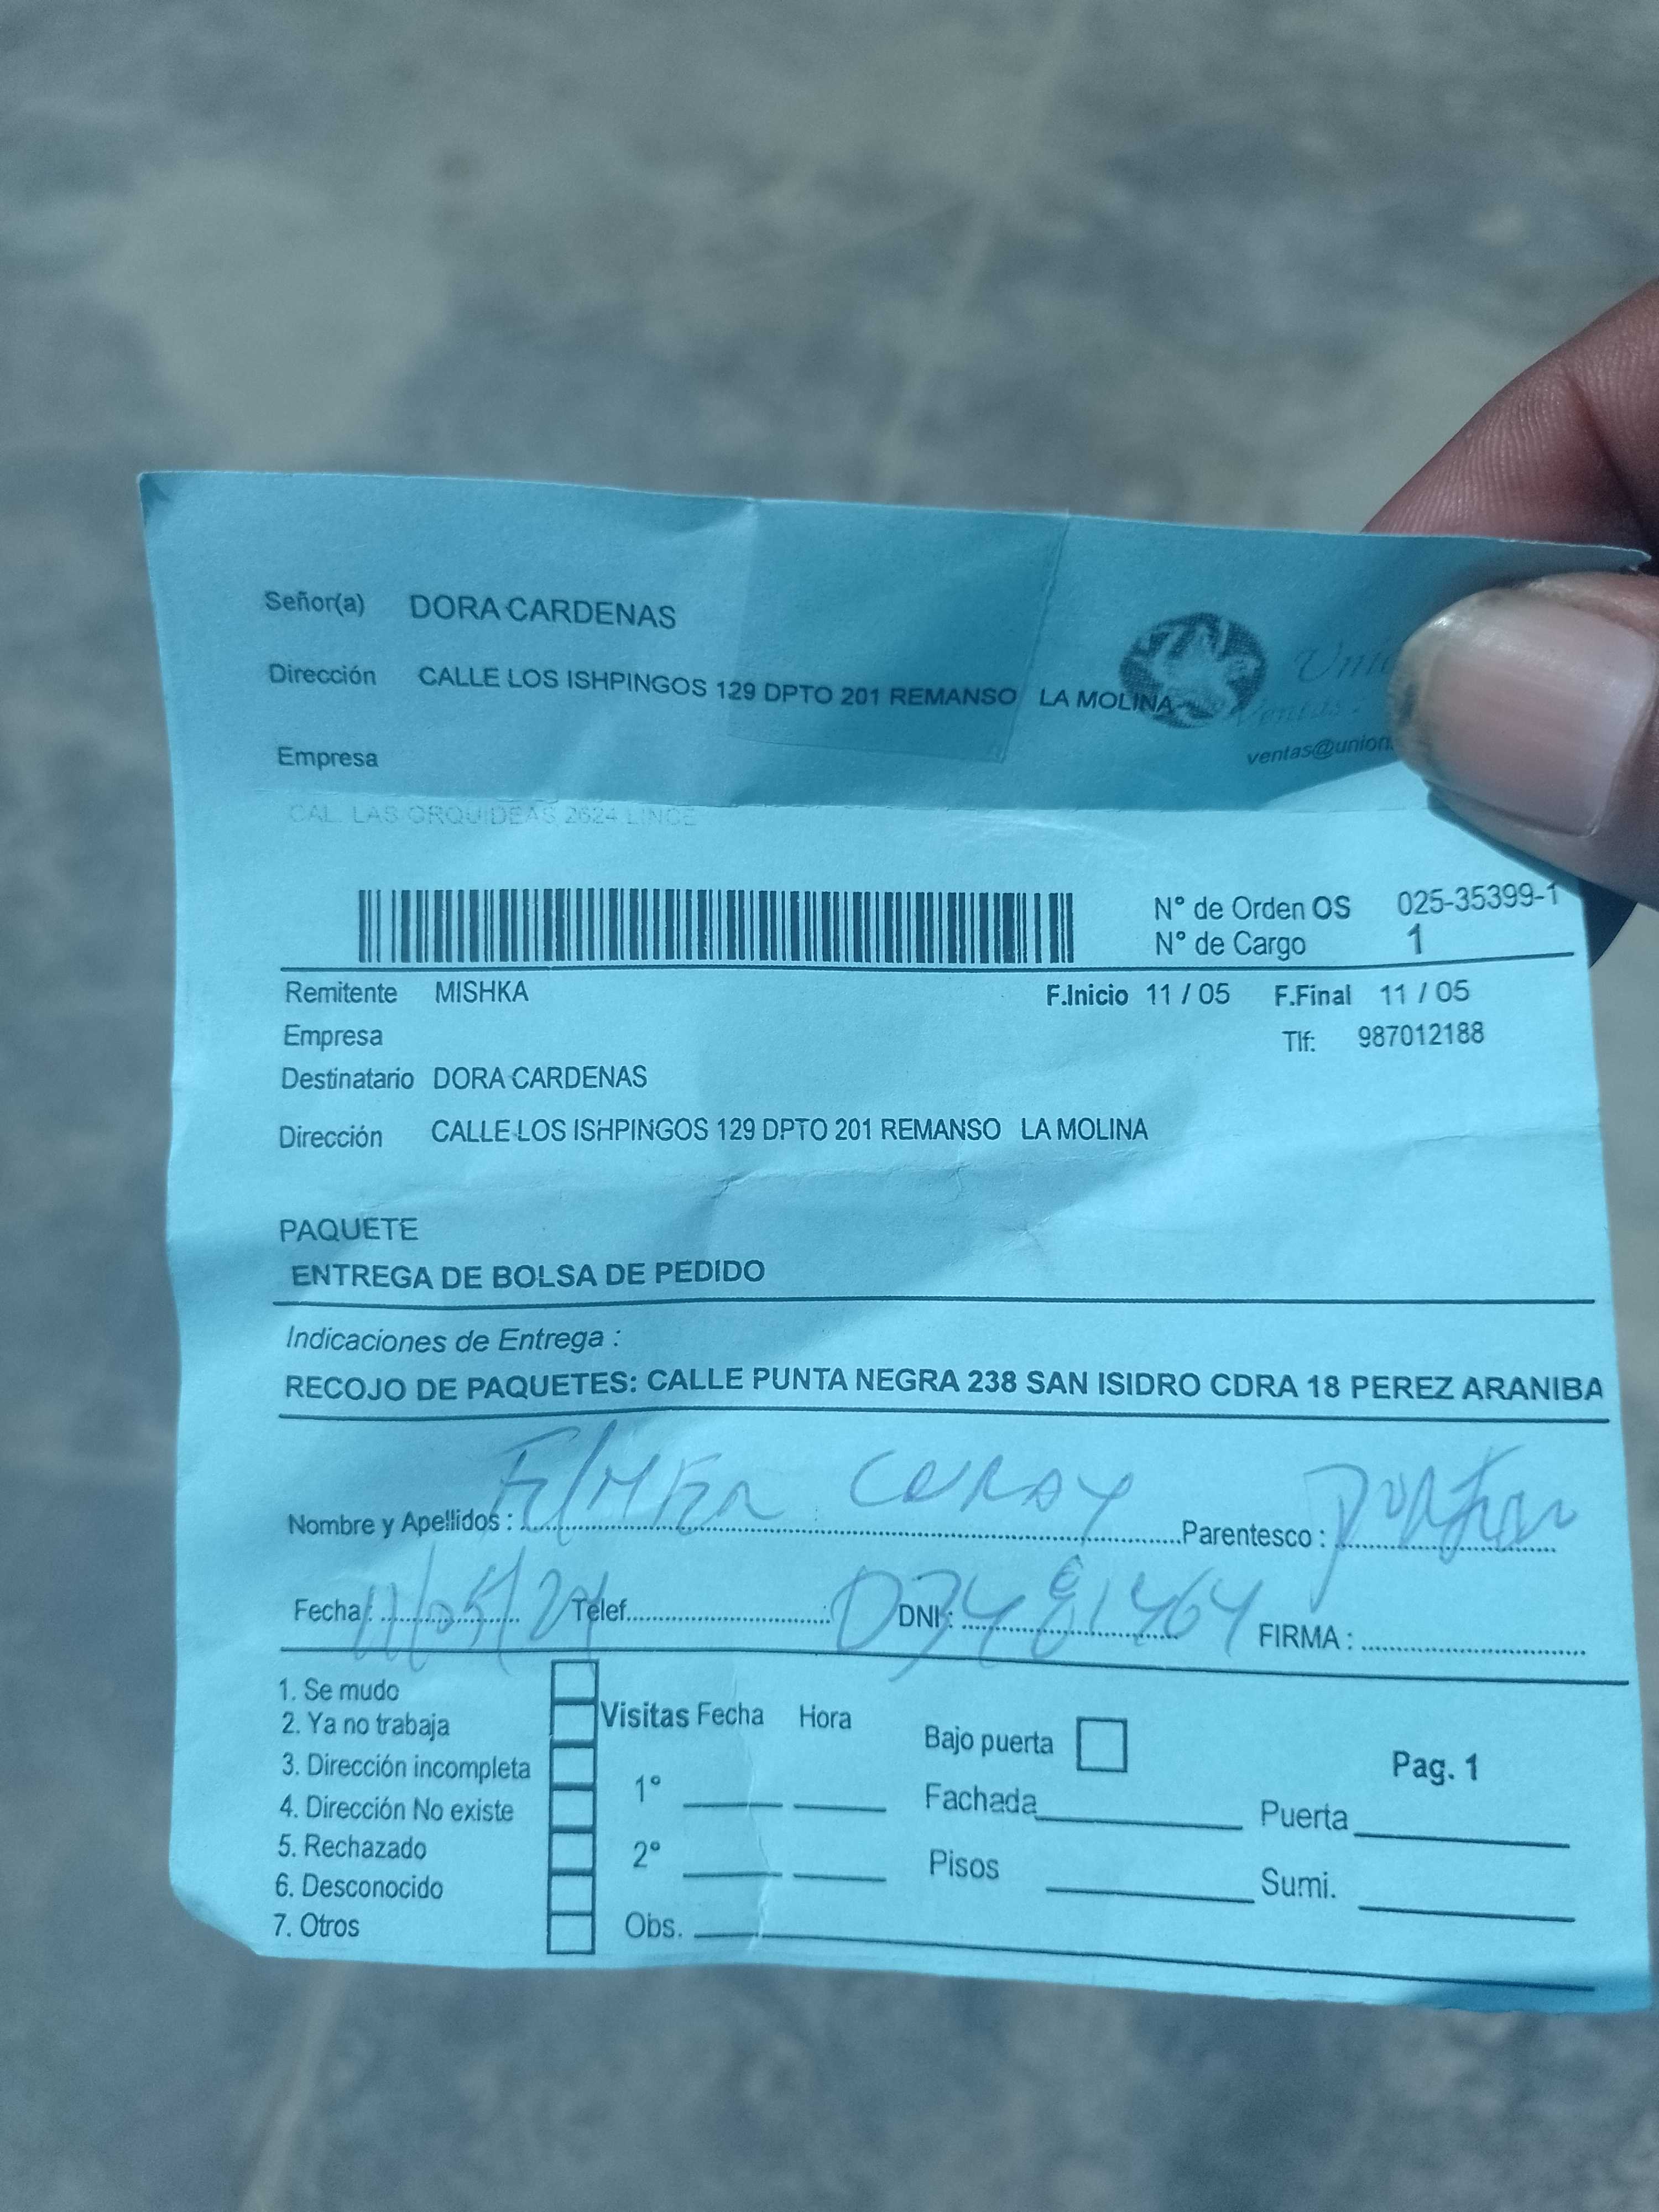 Señor(a) DORA CARDENAS
Dirección CALLE LOS ISHPINGOS 129 DPTO 201 REMANSO LA MOLINA
ventas@union
Empresa
CAL. LAS ORQUIDEAS 2624 LINCE
N° de Orden OS 025-35399-1
N° de Cargo 1
Remitente MISHKA F.Inicio 11 / 05 F.Final 11 / 05
Empresa Tlf: 987012188
Destinatario DORA CARDENAS
Dirección CALLE LOS ISHPINGOS 129 DPTO 201 REMANSO LA MOLINA
PAQUETE
ENTREGA DE BOLSA DE PEDIDO
Indicaciones de Entrega :
RECOJO DE PAQUETES: CALLE PUNTA NEGRA 238 SAN ISIDRO CDRA 18 PEREZ ARANIBA
Nombre y Apellidos : Elmer Parentesco :
Fecha : 11/05/21 Telef. DNI : FIRMA :
1. Se mudo
2. Ya no trabaja
3. Dirección incompleta
4. Dirección No existe
5. Rechazado
6. Desconocido
7. Otros
Visitas Fecha Hora
1°
2°
Obs.
Bajo puerta
Fachada Puerta
Pisos Sumi.
Pag. 1